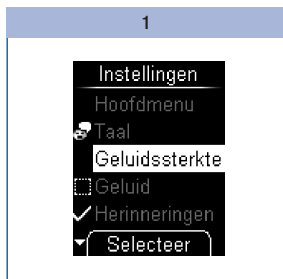 1
Instellingen
Hoofdmenu
Taal
Geluidssterkte
Geluid
Herinneringen
Selecteer